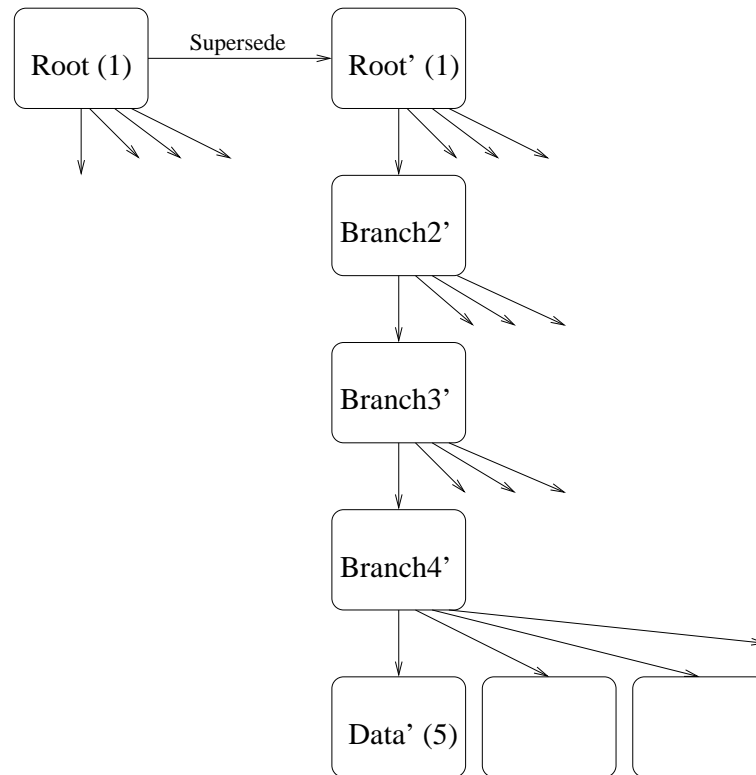 Root (1)
Supersede
Root’ (1)
Branch2’
Branch3’
Branch4’
Data’ (5)